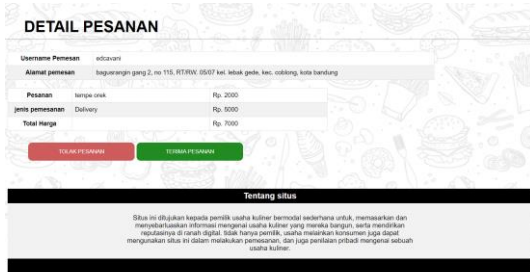 DETAIL PESANAN
Username Pemesan edcavani
Alamat pemesan bagusrangin gang 2, no 115, RT/RW. 05/07 kel. lebak gede, kec. coblong, kota bandung
Pesanan tempe orek Rp. 2000
jenis pemesanan Delivery Rp. 5000
Total Harga Rp. 7000
TOLAK PESANAN TERIMA PESANAN
Tentang situs
Situs ini ditujukan kepada pemilik usaha kuliner bermodal sederhana untuk, memasarkan dan
menyebarluaskan informasi mengenai usaha kuliner yang mereka bangun, serta mendirikan
reputasinya di ranah digital. tidak hanya pemilik, usaha melainkan konsumen juga dapat
mengunakan situs ini dalam melakukan pemesanan, dan juga penilaian pribadi mengenai sebuah
usaha kuliner.